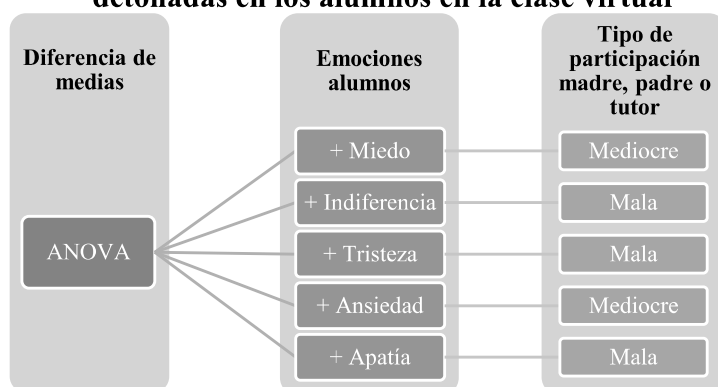 detonadas en los alumnos en la clase virtual
Diferencia de
medias
ANOVA
Emociones
alumnos
+ Miedo
+ Indiferencia
+ Tristeza
+ Ansiedad
+ Apatía
Tipo de
participación
madre, padre o
tutor
Mediocre
Mala
Mala
Mediocre
Mala